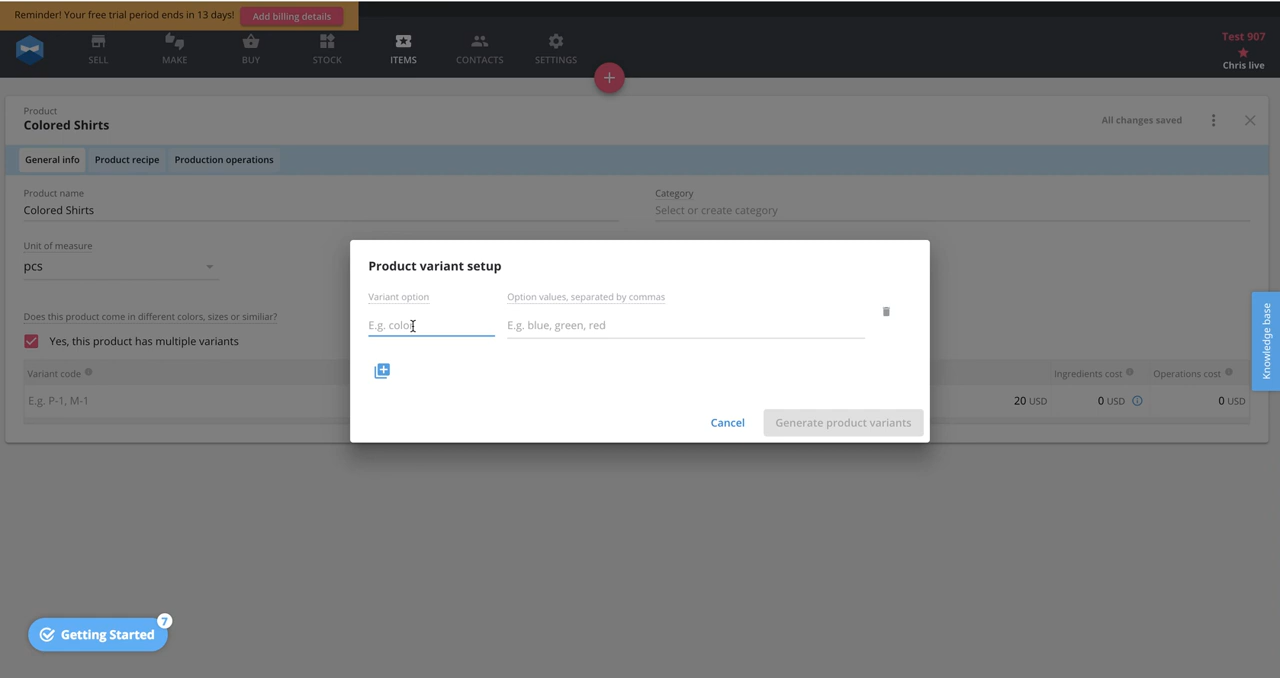 Reminder! Your free trial period ends in 13 days!
Add billing details
SELL
MAKE
BUY
STOCK
ITEMS
CONTACTS
SETTINGS
Test 907
Chris live
Product
Colored Shirts
All changes saved
General info
Product recipe
Production operations
Product name
Colored Shirts
Category
Select or create category
Unit of measure
pcs
Does this product come in different colors, sizes or similiar?
Yes, this product has multiple variants
Variant code
Ingredients cost
Operations cost
E.g. P-1, M-1
20 USD
0 USD
0 USD
Product variant setup
Variant option
Option values, separated by commas
E.g. color
E.g. blue, green, red
Cancel
Generate product variants
Knowledge base
Getting Started
7